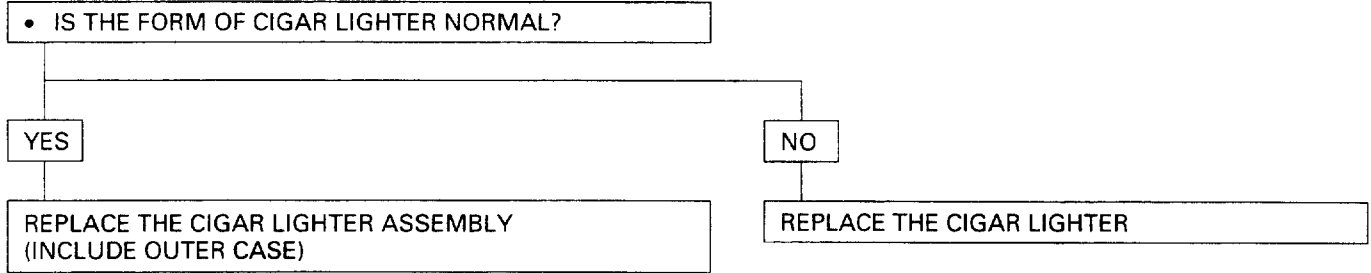 • IS THE FORM OF CIGAR LIGHTER NORMAL?
YES
NO
REPLACE THE CIGAR LIGHTER ASSEMBLY
(INCLUDE OUTER CASE)
REPLACE THE CIGAR LIGHTER